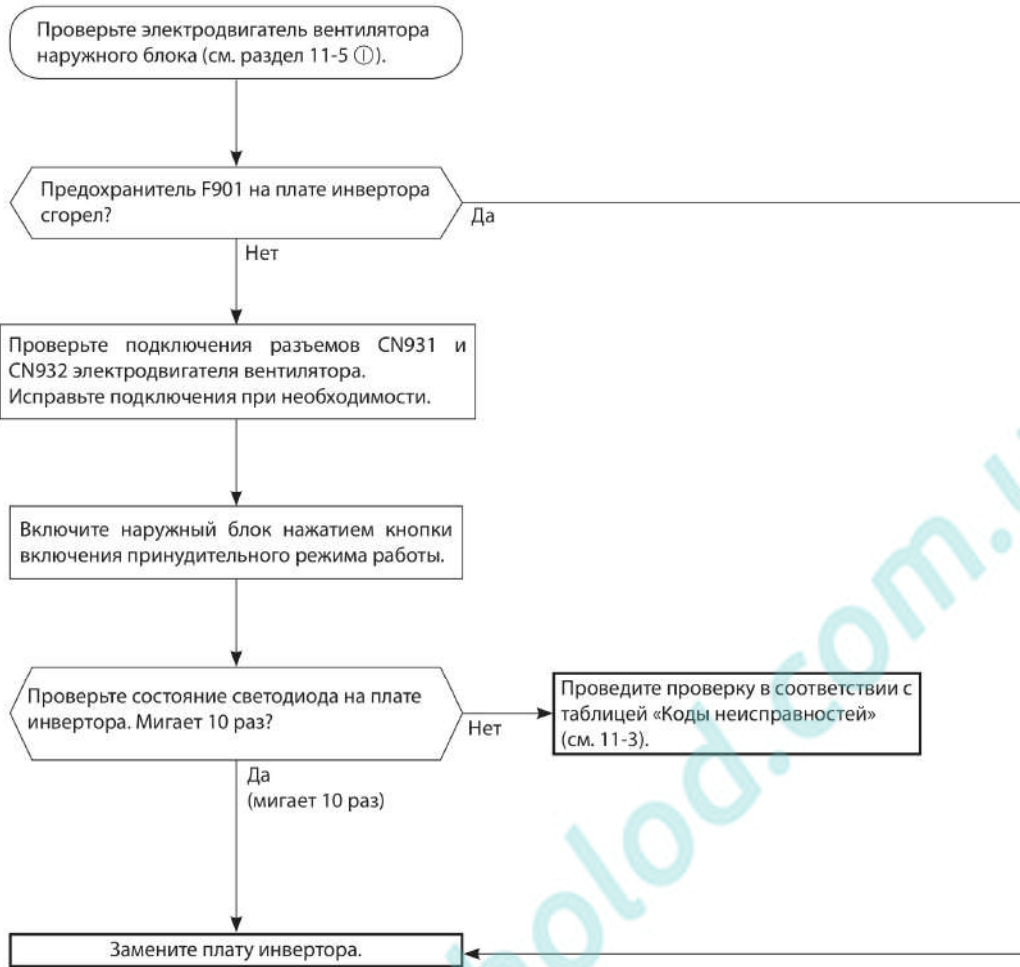 Проверьте электродвигатель вентилятора
наружного блока (см. раздел 11-5 Ⓘ).
Предохранитель F901 на плате инвертора
сгорел?
Да
Нет
Проверьте подключения разъемов CN931 и
CN932 электродвигателя вентилятора.
Исправьте подключения при необходимости.
Включите наружный блок нажатием кнопки
включения принудительного режима работы.
Проверьте состояние светодиода на плате
инвертора. Мигает 10 раз?
Нет
Проведите проверку в соответствии с
таблицей «Коды неисправностей»
(см. 11-3).
Да
(мигает 10 раз)
Замените плату инвертора.